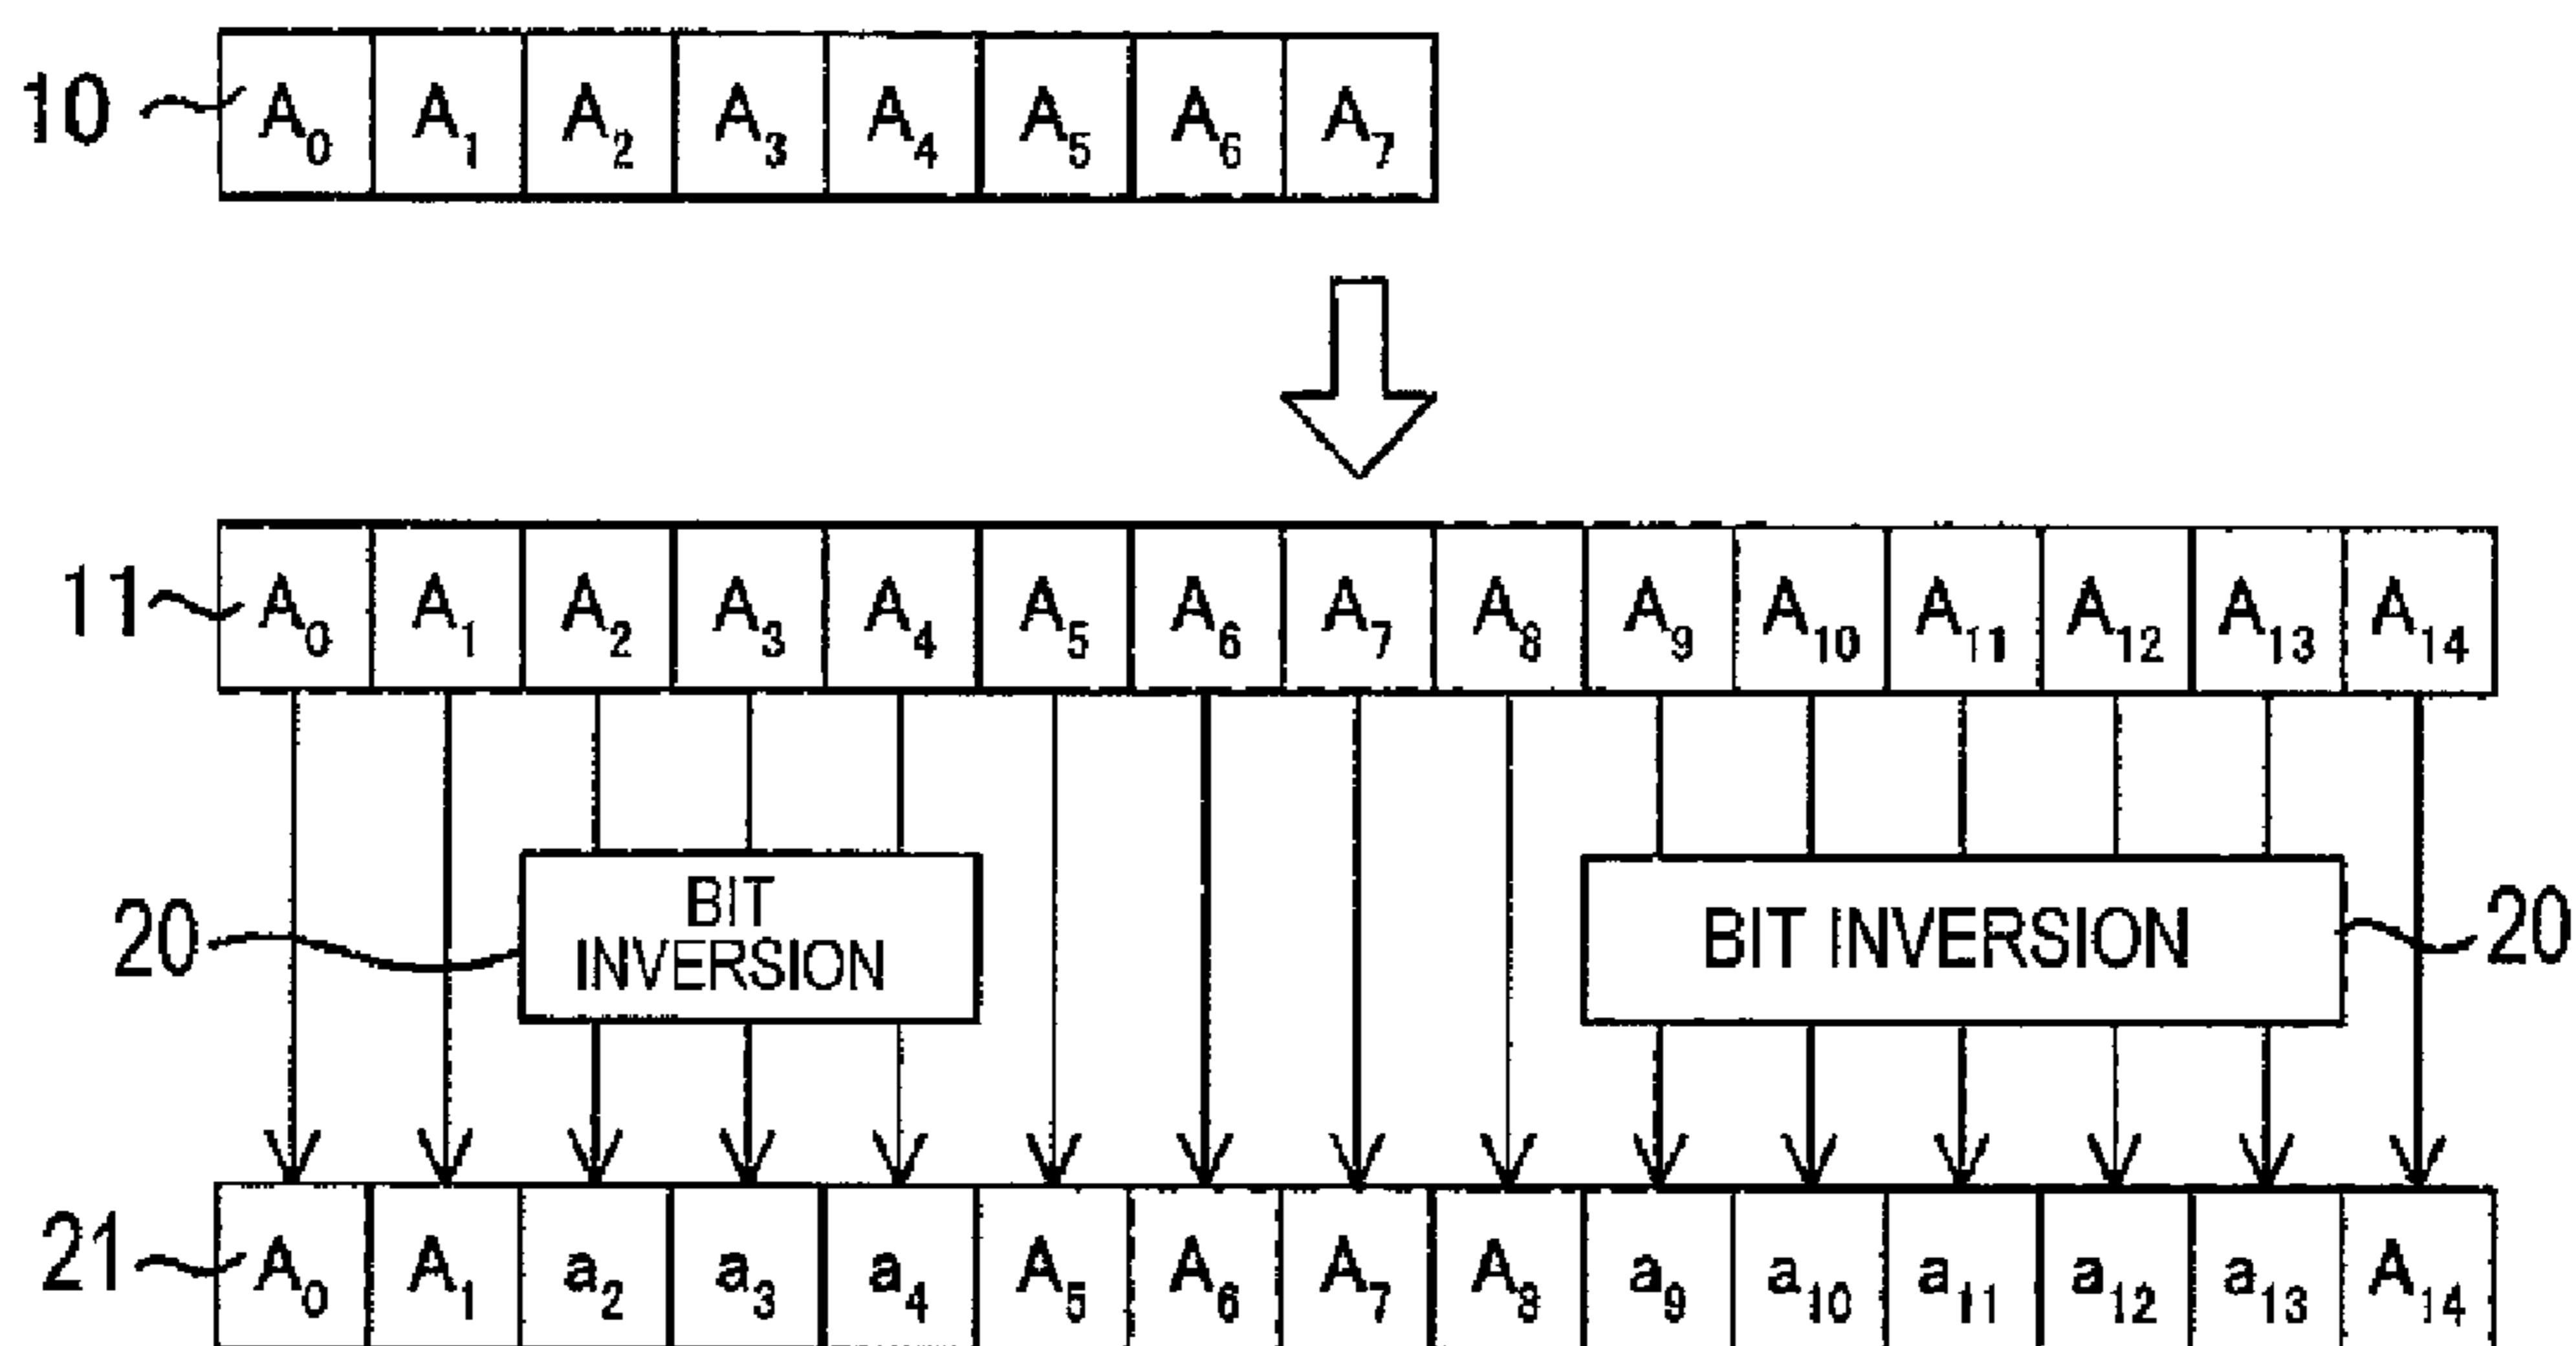 10 A₀ A₁ A₂ A₃ A₄ A₅ A₆ A₇
11 A₀ A₁ A₂ A₃ A₄ A₅ A₆ A₇ A₈ A₉ A₁₀ A₁₁ A₁₂ A₁₃ A₁₄
20 BIT
INVERSION
BIT INVERSION 20
21 A₀ A₁ a₂ a₃ a₄ A₅ A₆ A₇ A₈ a₉ a₁₀ a₁₁ a₁₂ a₁₃ A₁₄